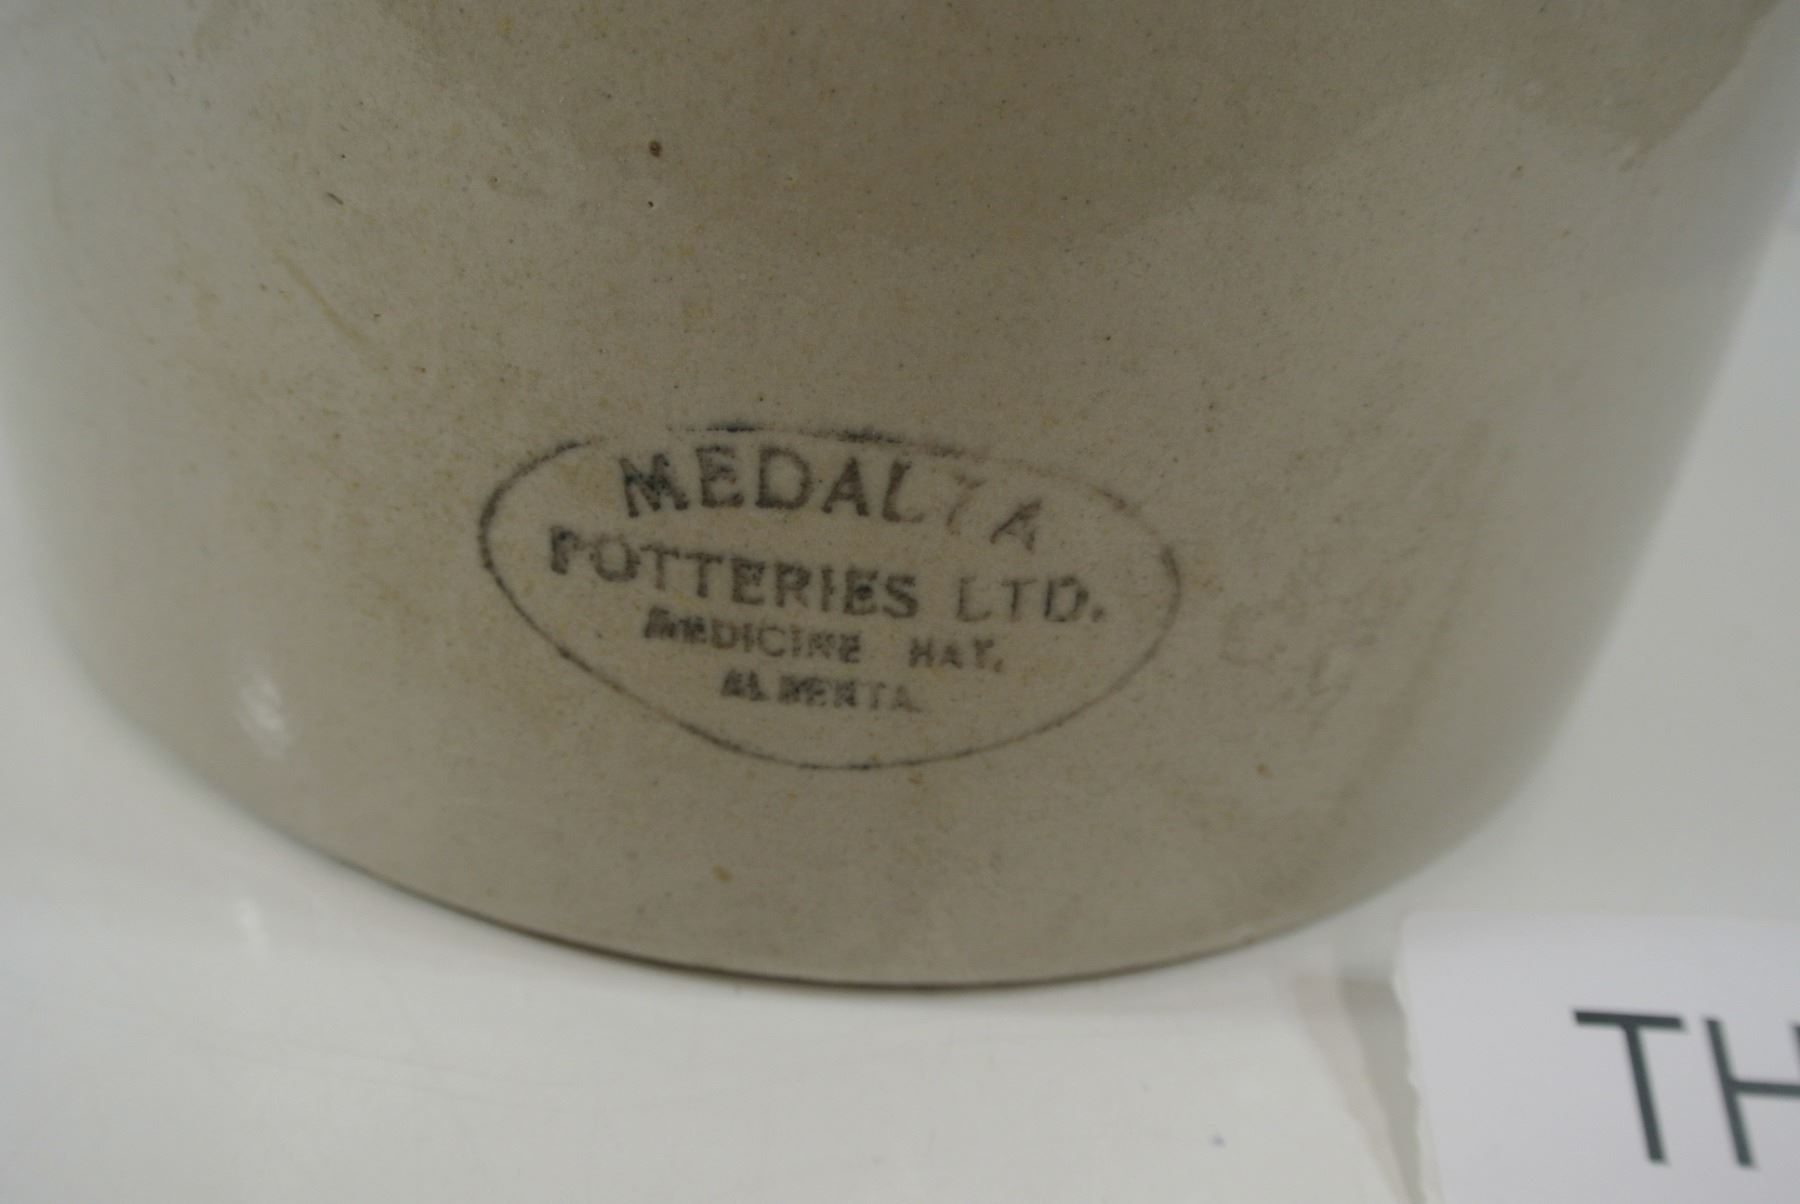 MEDALTA
POTTERIES LTD.
MEDICINE HAT,
ALBERTA.
TH